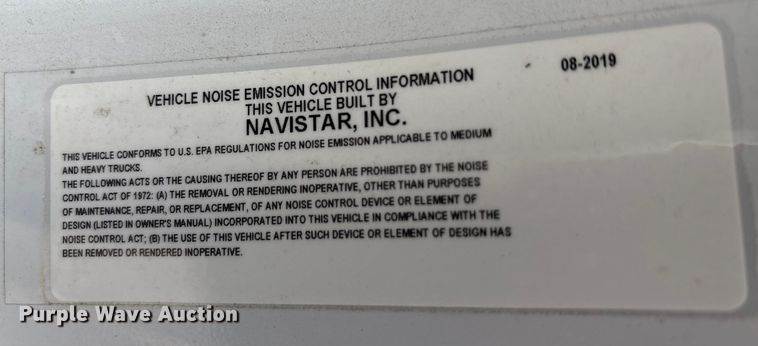 08-2019
VEHICLE NOISE EMISSION CONTROL INFORMATION
THIS VEHICLE BUILT BY
NAVISTAR, INC.
THIS VEHICLE CONFORMS TO U.S. EPA REGULATIONS FOR NOISE EMISSION APPLICABLE TO MEDIUM
AND HEAVY TRUCKS.
THE FOLLOWING ACTS OR THE CAUSING THEREOF BY ANY PERSON ARE PROHIBITED BY THE NOISE
CONTROL ACT OF 1972: (A) THE REMOVAL OR RENDERING INOPERATIVE, OTHER THAN PURPOSES
OF MAINTENANCE, REPAIR, OR REPLACEMENT, OF ANY NOISE CONTROL DEVICE OR ELEMENT OF
DESIGN (LISTED IN OWNER'S MANUAL) INCORPORATED INTO THIS VEHICLE IN COMPLIANCE WITH THE
NOISE CONTROL ACT; (B) THE USE OF THIS VEHICLE AFTER SUCH DEVICE OR ELEMENT OF DESIGN HAS
BEEN REMOVED OR RENDERED INOPERATIVE.
Purple Wave Auction